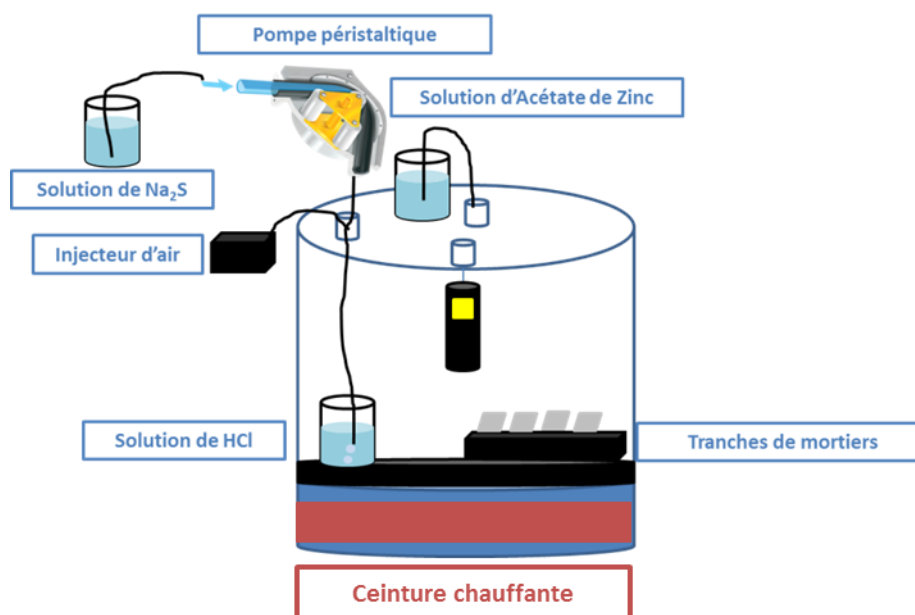 Pompe péristaltique
Solution d'Acétate de Zinc
Solution de Na₂S
Injecteur d'air
Solution de HCl
Tranches de mortiers
Ceinture chauffante